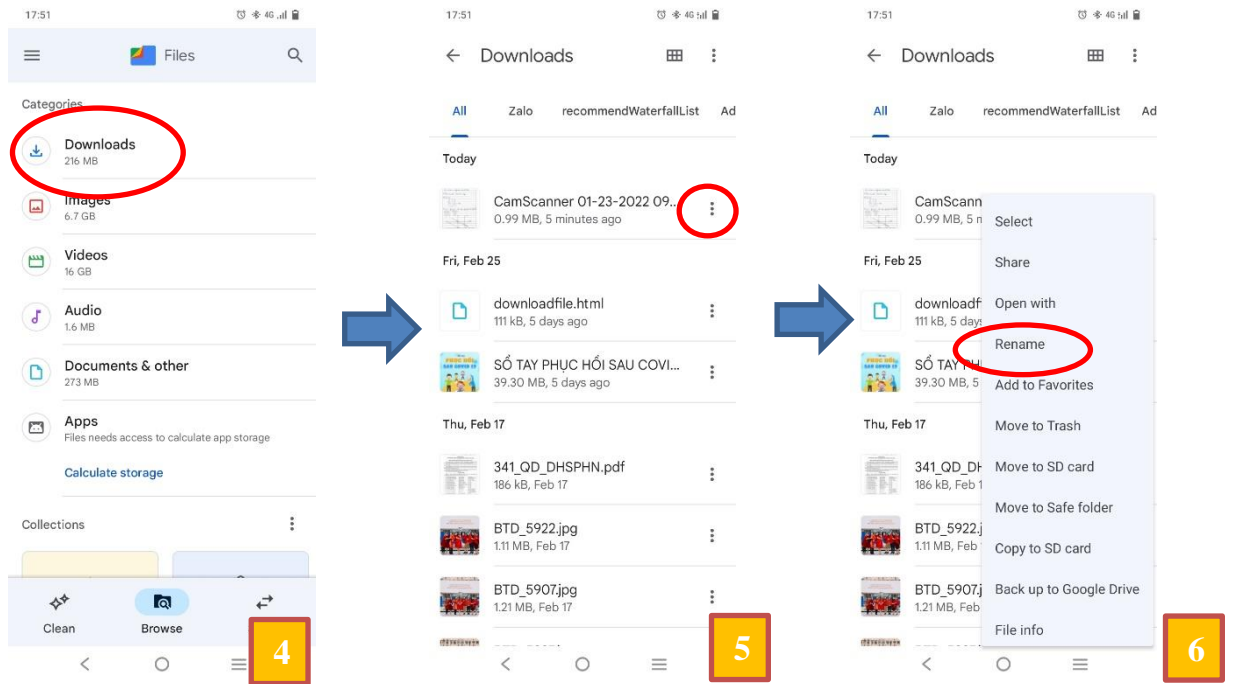 17:51
4G
Files
Categories
Downloads
216 MB
Images
6.7 GB
Videos
16 GB
Audio
1.6 MB
Documents & other
273 MB
Apps
Files needs access to calculate app storage
Calculate storage
Collections
Clean
Browse
4
17:51
4G
Downloads
All Zalo recommendWaterfallList Ad
Today
CamScanner 01-23-2022 09...
0.99 MB, 5 minutes ago
Fri, Feb 25
downloadfile.html
111 kB, 5 days ago
SỔ TAY PHỤC HỒI SAU COVI...
39.30 MB, 5 days ago
Thu, Feb 17
341_QD_DHSPHN.pdf
186 kB, Feb 17
BTD_5922.jpg
1.11 MB, Feb 17
BTD_5907.jpg
1.21 MB, Feb 17
5
17:51
4G
Downloads
All Zalo recommendWaterfallList Ad
Today
CamScann
0.99 MB, 5 m
Fri, Feb 25
downloadf
111 kB, 5 days
SỔ TAY PH
39.30 MB, 5
Thu, Feb 17
341_QD_DH
186 kB, Feb 1
BTD_5922.j
1.11 MB, Feb
BTD_5907.j
1.21 MB, Feb
Select
Share
Open with
Rename
Add to Favorites
Move to Trash
Move to SD card
Move to Safe folder
Copy to SD card
Back up to Google Drive
File info
6